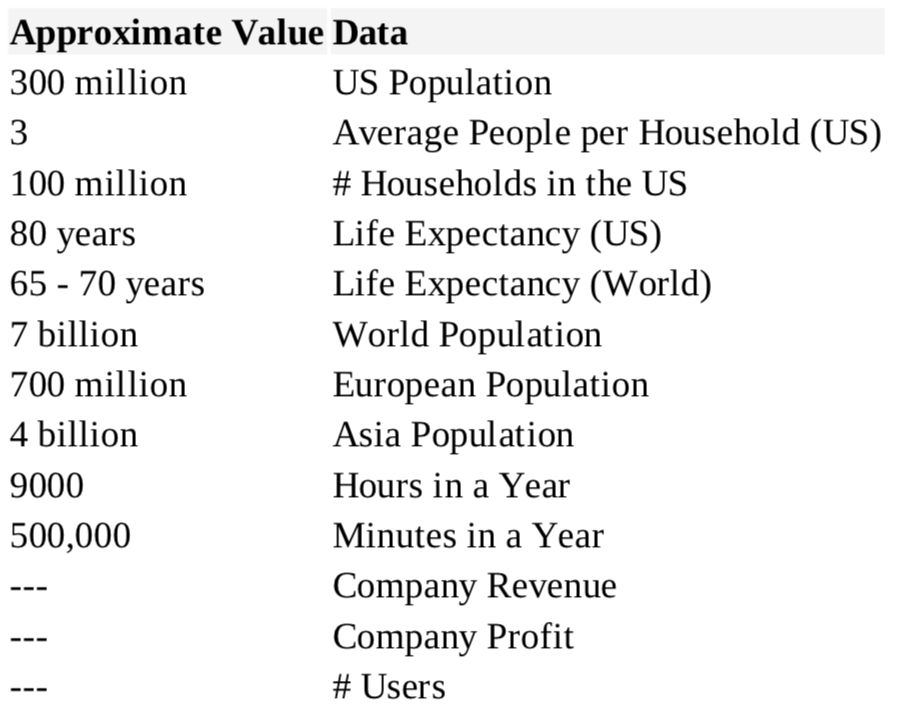 Approximate Value Data
300 million US Population
3 Average People per Household (US)
100 million # Households in the US
80 years Life Expectancy (US)
65 - 70 years Life Expectancy (World)
7 billion World Population
700 million European Population
4 billion Asia Population
9000 Hours in a Year
500,000 Minutes in a Year
--- Company Revenue
--- Company Profit
--- # Users